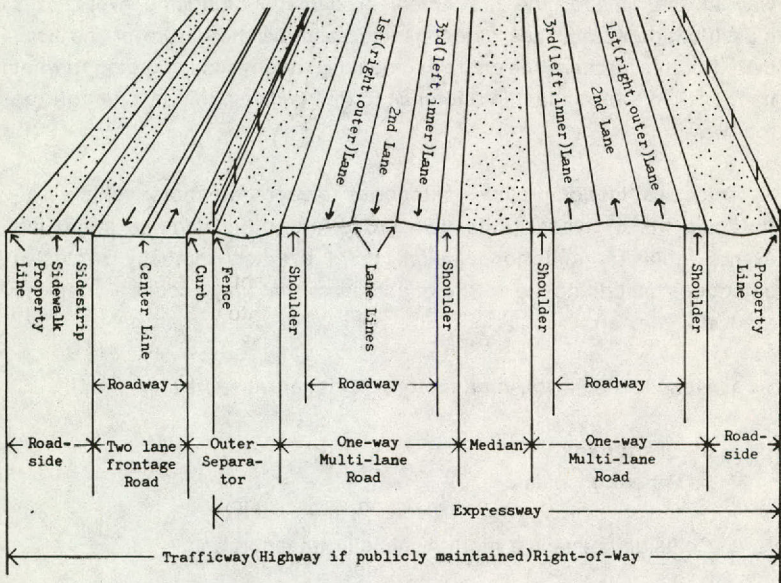 1st(right,outer)Lane
2nd Lane
3rd(left,inner)Lane
3rd(left,inner)Lane
2nd Lane
1st(right,outer)Lane
Property
Line
Sidewalk
Sidestrip
Center Line
Curb
Fence
Shoulder
Lane Lines
Shoulder
Shoulder
Shoulder
Property
Line
Roadway
Roadway
Roadway
Road-
side
Two lane
frontage
Road
Outer
Separa-
tor
One-way
Multi-lane
Road
Median
One-way
Multi-lane
Road
Road-
side
Expressway
Trafficway(Highway if publicly maintained)Right-of-Way